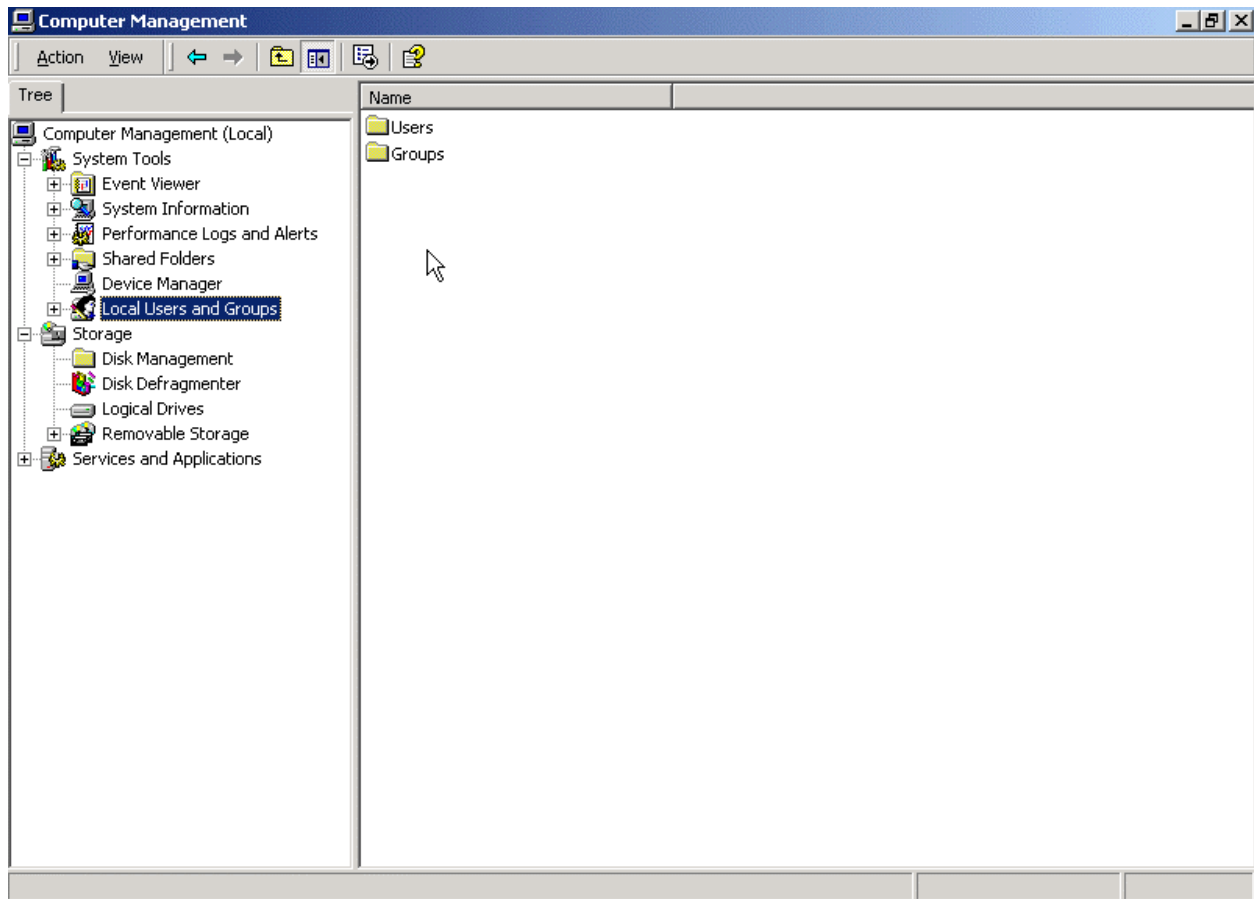 Computer Management
Action View
Tree
Name
Computer Management (Local)
System Tools
Event Viewer
System Information
Performance Logs and Alerts
Shared Folders
Device Manager
Local Users and Groups
Storage
Disk Management
Disk Defragmenter
Logical Drives
Removable Storage
Services and Applications
Users
Groups